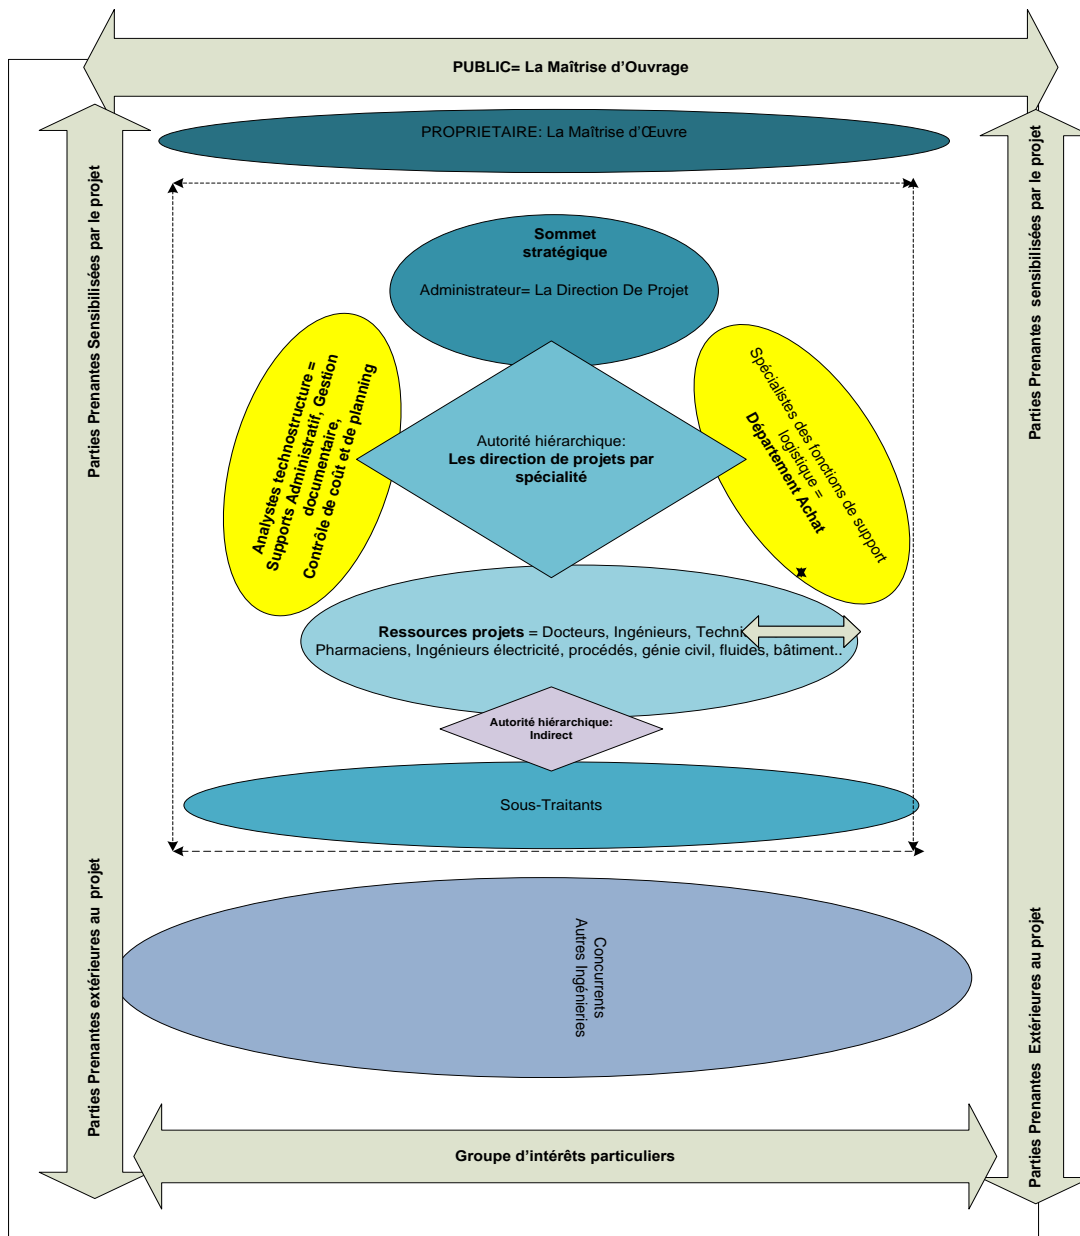 PUBLIC= La Maîtrise d'Ouvrage
PROPRIETAIRE: La Maîtrise d'Œuvre
Parties Prenantes Sensibilisées par le projet
Parties Prenantes sensibilisées par le projet
Sommet
stratégique
Administrateur= La Direction De Projet
Analystes technostructure =
Supports Administratif, Gestion
documentaire,
Contrôle de coût et de planning
Autorité hiérarchique:
Les direction de projets par
spécialité
Spécialistes des fonctions de support
logistique =
Département Achat
Ressources projets = Docteurs, Ingénieurs,
Pharmaciens, Ingénieurs électricité, procédés, génie civil, fluides, bâtiment..
Autorité hiérarchique:
Indirect
Sous-Traitants
Concurrents
Autres Ingénieries
Parties Prenantes extérieures au projet
Parties Prenantes Extérieures au projet
Groupe d'intérêts particuliers